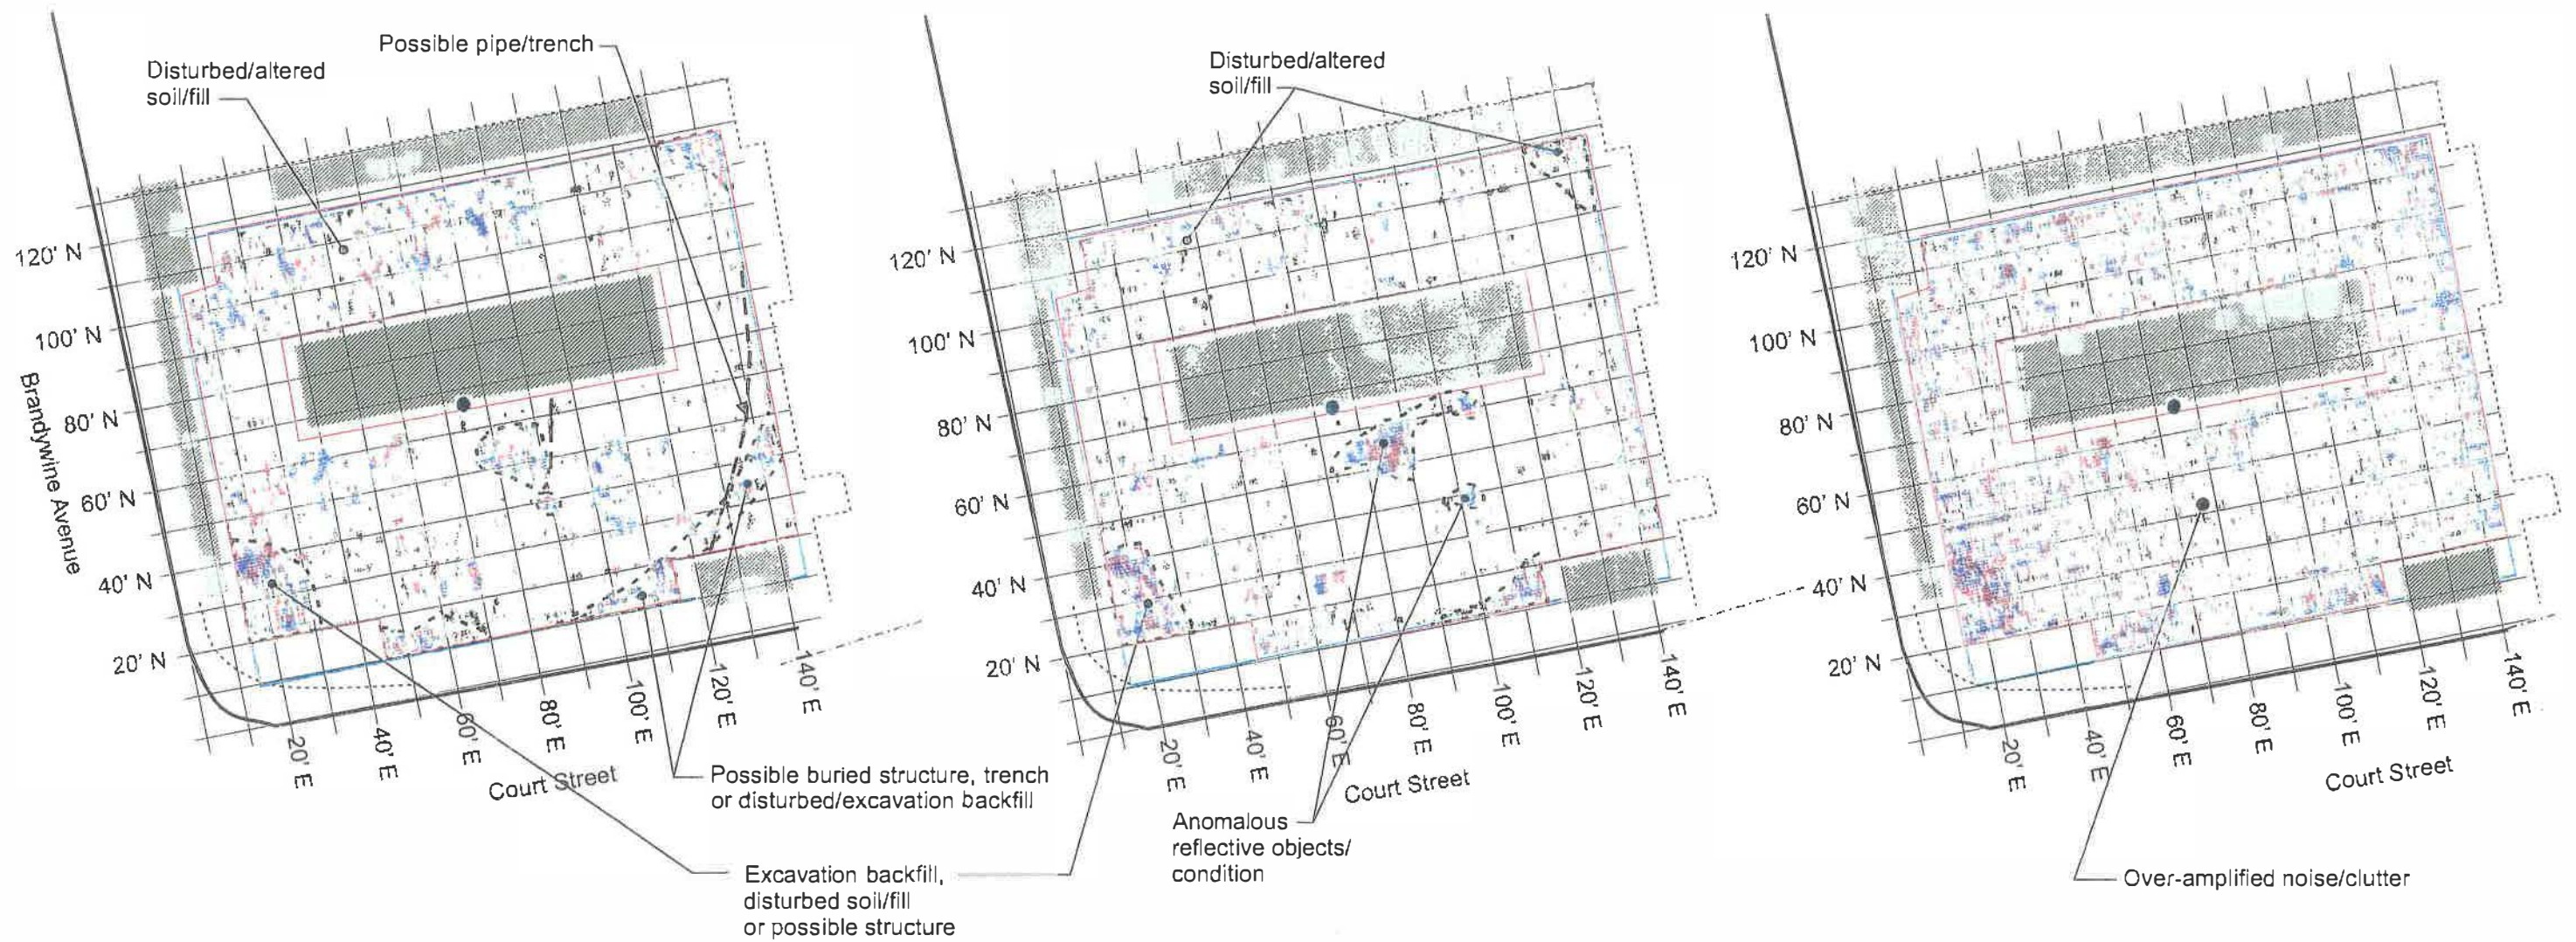 Possible pipe/trench
Disturbed/altered
soil/fill
120' N
100' N
80' N
60' N
40' N
20' N
Brandywine Avenue
20' E
40' E
60' E
80' E
100' E
120' E
140' E
Court Street
Possible buried structure, trench
or disturbed/excavation backfill
Excavation backfill,
disturbed soil/fill
or possible structure
Disturbed/altered
soil/fill
120' N
100' N
80' N
60' N
40' N
20' N
20' E
40' E
60' E
80' E
100' E
120' E
140' E
Court Street
Anomalous
reflective objects/
condition
120' N
100' N
80' N
60' N
40' N
20' N
20' E
40' E
60' E
80' E
100' E
120' E
140' E
Court Street
Over-amplified noise/clutter